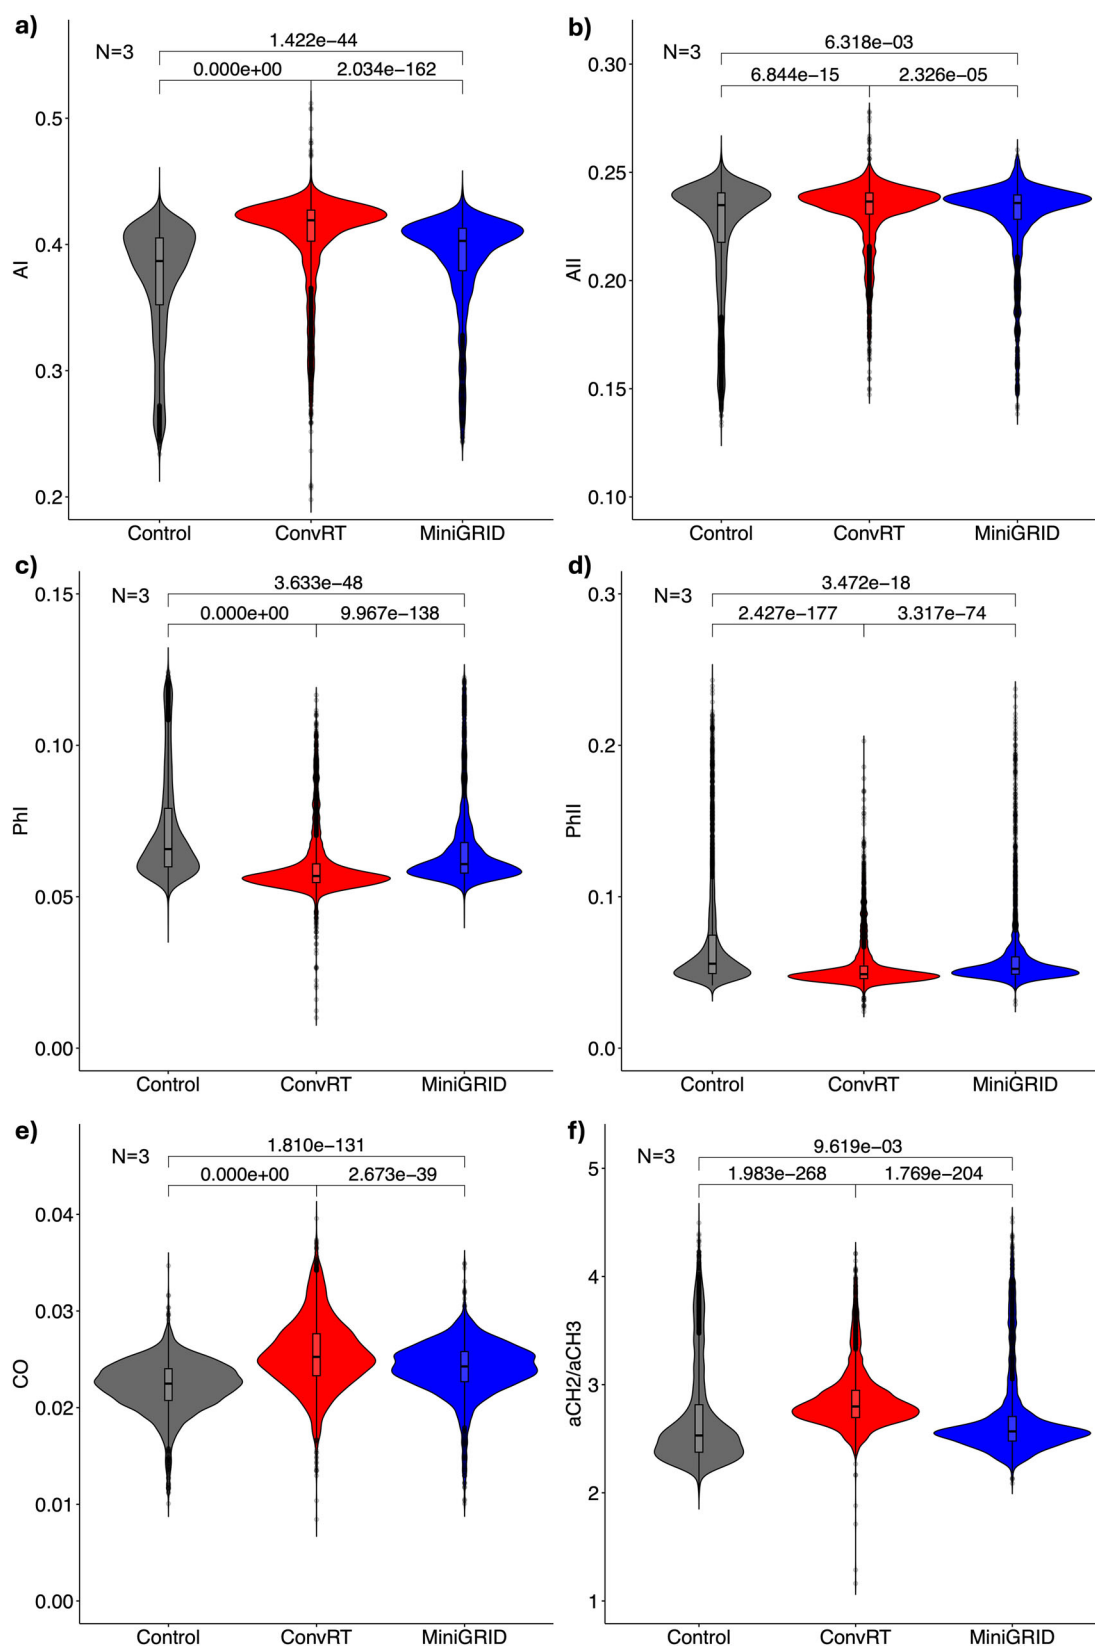 a)
N=3
1.422e−44
0.000e+00 2.034e−162
AI
0.5
0.4
0.3
0.2
Control ConvRT MiniGRID
b)
N=3
6.318e−03
6.844e−15 2.326e−05
AII
0.30
0.25
0.20
0.15
0.10
Control ConvRT MiniGRID
c)
N=3
3.633e−48
0.000e+00 9.967e−138
PhI
0.15
0.10
0.05
0.00
Control ConvRT MiniGRID
d)
N=3
3.472e−18
2.427e−177 3.317e−74
PhII
0.3
0.2
0.1
0.0
Control ConvRT MiniGRID
e)
N=3
1.810e−131
0.000e+00 2.673e−39
CO
0.04
0.03
0.02
0.01
0.00
Control ConvRT MiniGRID
f)
N=3
9.619e−03
1.983e−268 1.769e−204
aCH2/aCH3
5
4
3
2
1
Control ConvRT MiniGRID